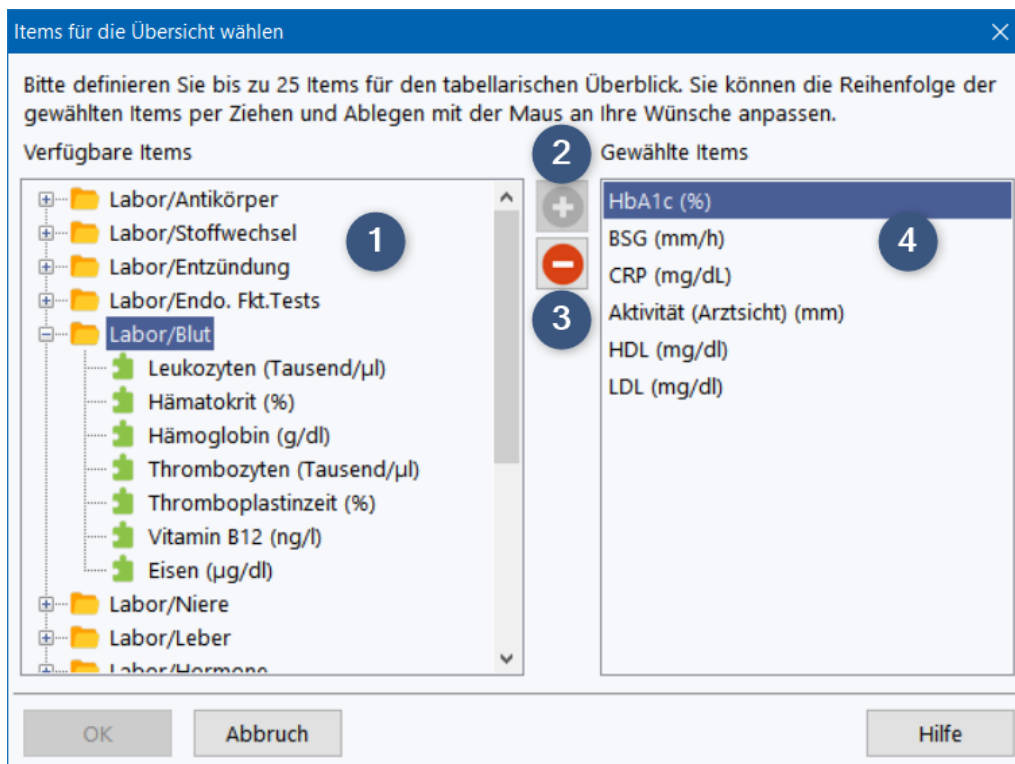 Items für die Übersicht wählen
Bitte definieren Sie bis zu 25 Items für den tabellarischen Überblick. Sie können die Reihenfolge der
gewählten Items per Ziehen und Ablegen mit der Maus an Ihre Wünsche anpassen.
Verfügbare Items
Labor/Antikörper
Labor/Stoffwechsel
Labor/Entzündung
Labor/Endo. Fkt.Tests
Labor/Blut
Leukozyten (Tausend/µl)
Hämatokrit (%)
Hämoglobin (g/dl)
Thrombozyten (Tausend/µl)
Thromboplastinzeit (%)
Vitamin B12 (ng/l)
Eisen (µg/dl)
Labor/Niere
Labor/Leber
Labor/Hormone
1
2
3
Gewählte Items
HbA1c (%)
BSG (mm/h)
CRP (mg/dL)
Aktivität (Arztsicht) (mm)
HDL (mg/dl)
LDL (mg/dl)
4
OK
Abbruch
Hilfe